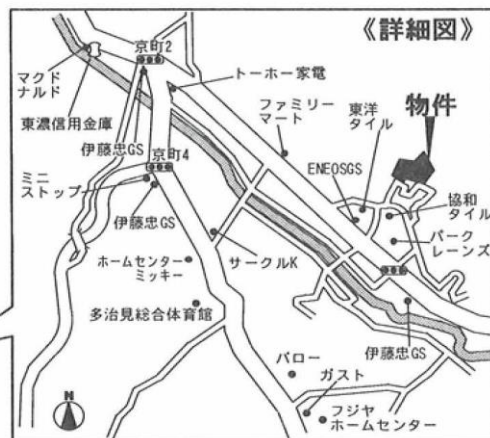 《詳細図》
京町2
マクド
ナルド
東濃信用金庫
トーホー家電
ファミリー
マート
東洋
タイル
物件
伊藤忠GS
京町4
ENEOSGS
ミニ
ストップ
協和
タイル
伊藤忠GS
パーク
レーンズ
ホームセンター
ミッキー
サークルK
多治見総合体育館
伊藤忠GS
バロー
ガスト
フジヤ
ホームセンター
N